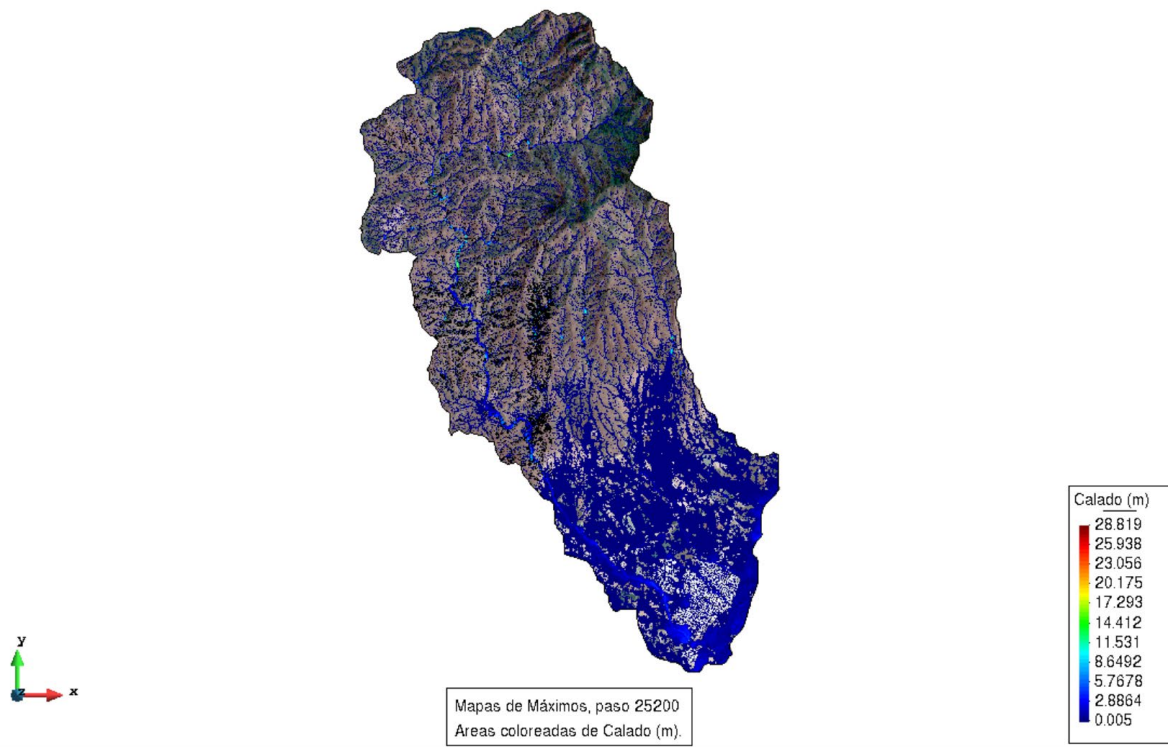 Calado (m)
28.819
25.938
23.056
20.175
17.293
14.412
11.531
8.6492
5.7678
2.8864
0.005
y
z x
Mapas de Máximos, paso 25200
Areas coloreadas de Calado (m).